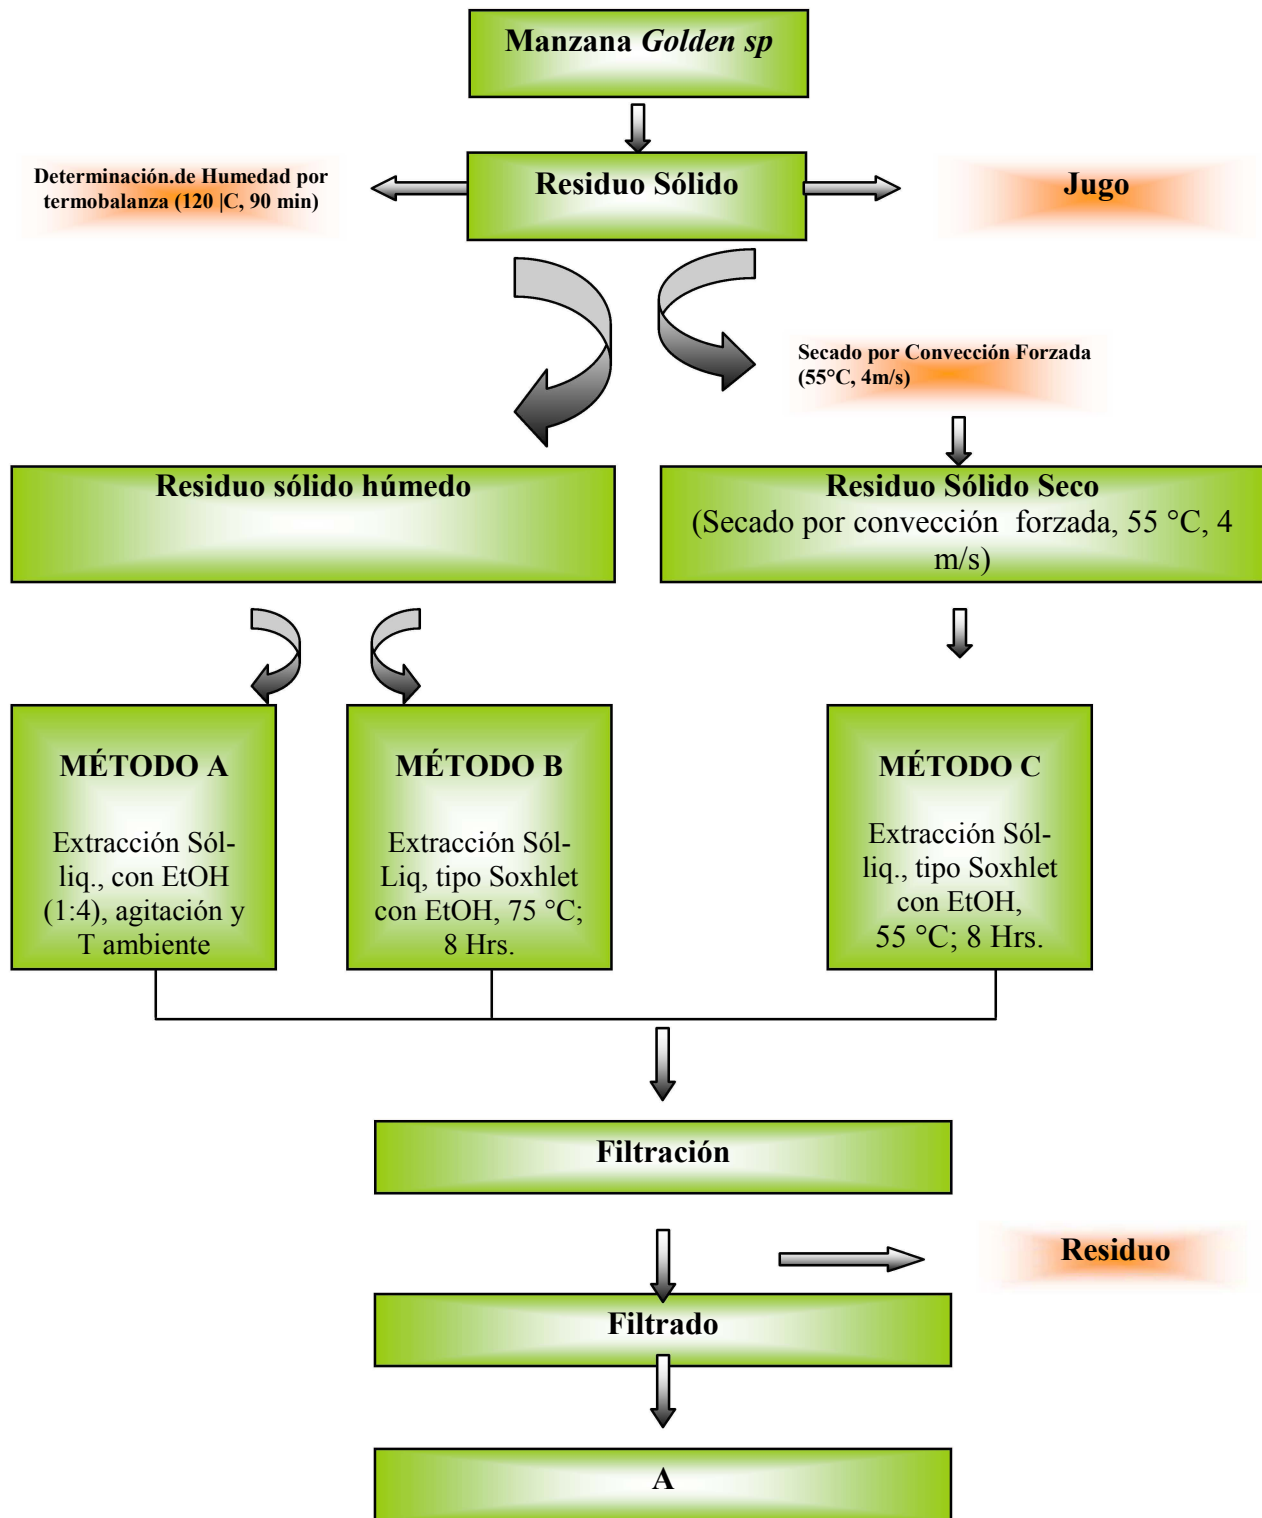 Manzana Golden sp
Determinación.de Humedad por
termobalanza (120 |C, 90 min)
Residuo Sólido
Jugo
Secado por Convección Forzada
(55°C, 4m/s)
Residuo sólido húmedo
Residuo Sólido Seco
(Secado por convección forzada, 55 °C, 4
m/s)
MÉTODO A
Extracción Sól-
liq., con EtOH
(1:4), agitación y
T ambiente
MÉTODO B
Extracción Sól-
Liq, tipo Soxhlet
con EtOH, 75 °C;
8 Hrs.
MÉTODO C
Extracción Sól-
liq., tipo Soxhlet
con EtOH,
55 °C; 8 Hrs.
Filtración
Residuo
Filtrado
A